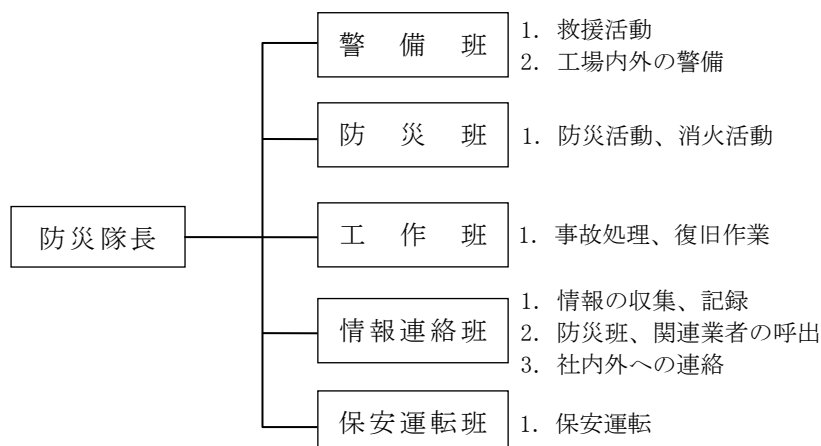 警備班
1. 救援活動
2. 工場内外の警備
防災班
1. 防災活動、消火活動
防災隊長
工作班
1. 事故処理、復旧作業
情報連絡班
1. 情報の収集、記録
2. 防災班、関連業者の呼出
3. 社内外への連絡
保安運転班
1. 保安運転